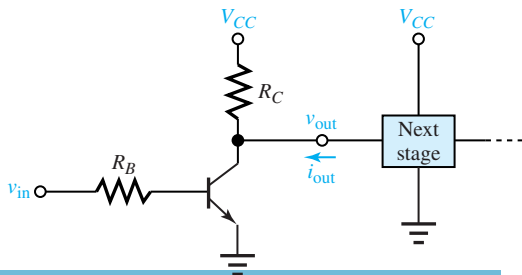 V_CC V_CC
R_C
v_out
Next
stage
R_B
i_out
v_in